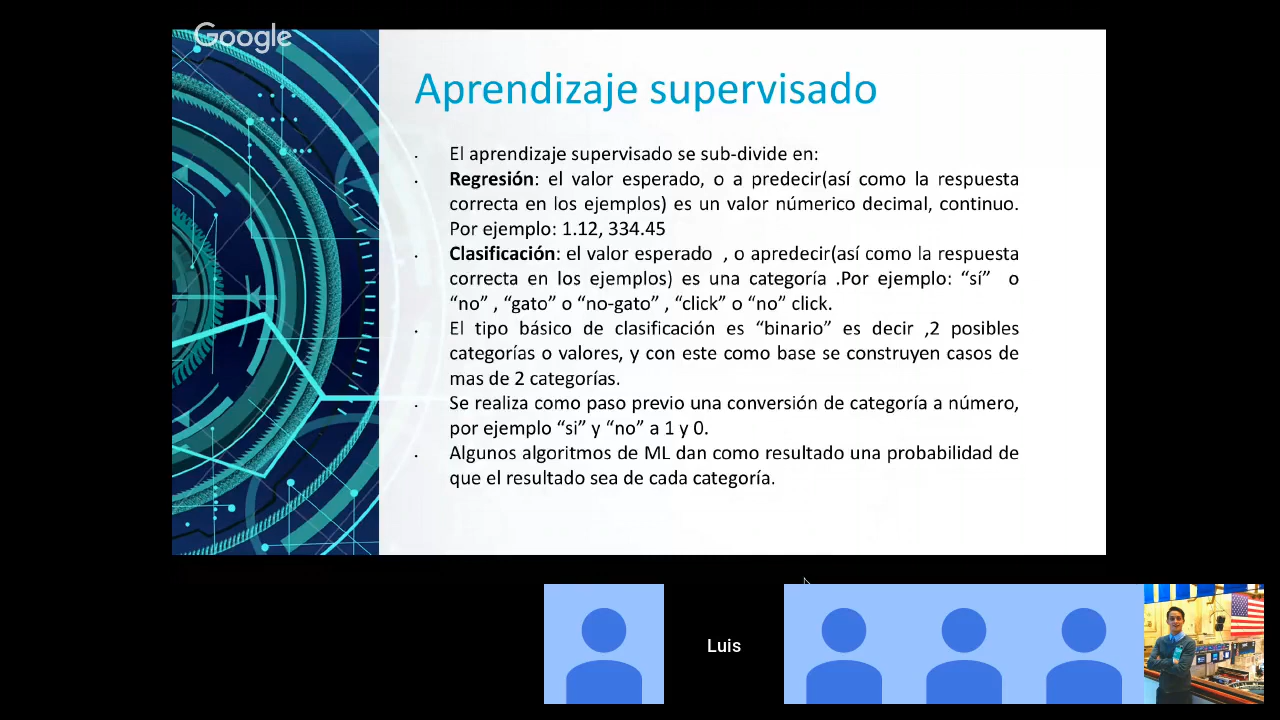 Google
Aprendizaje supervisado
· El aprendizaje supervisado se sub-divide en:
· Regresión: el valor esperado, o a predecir(así como la respuesta
correcta en los ejemplos) es un valor númerico decimal, continuo.
Por ejemplo: 1.12, 334.45
· Clasificación: el valor esperado , o apredecir(así como la respuesta
correcta en los ejemplos) es una categoría .Por ejemplo: “sí” o
“no” , “gato” o “no-gato” , “click” o “no” click.
· El tipo básico de clasificación es “binario” es decir ,2 posibles
categorías o valores, y con este como base se construyen casos de
mas de 2 categorías.
· Se realiza como paso previo una conversión de categoría a número,
por ejemplo “si” y “no” a 1 y 0.
· Algunos algoritmos de ML dan como resultado una probabilidad de
que el resultado sea de cada categoría.
Luis